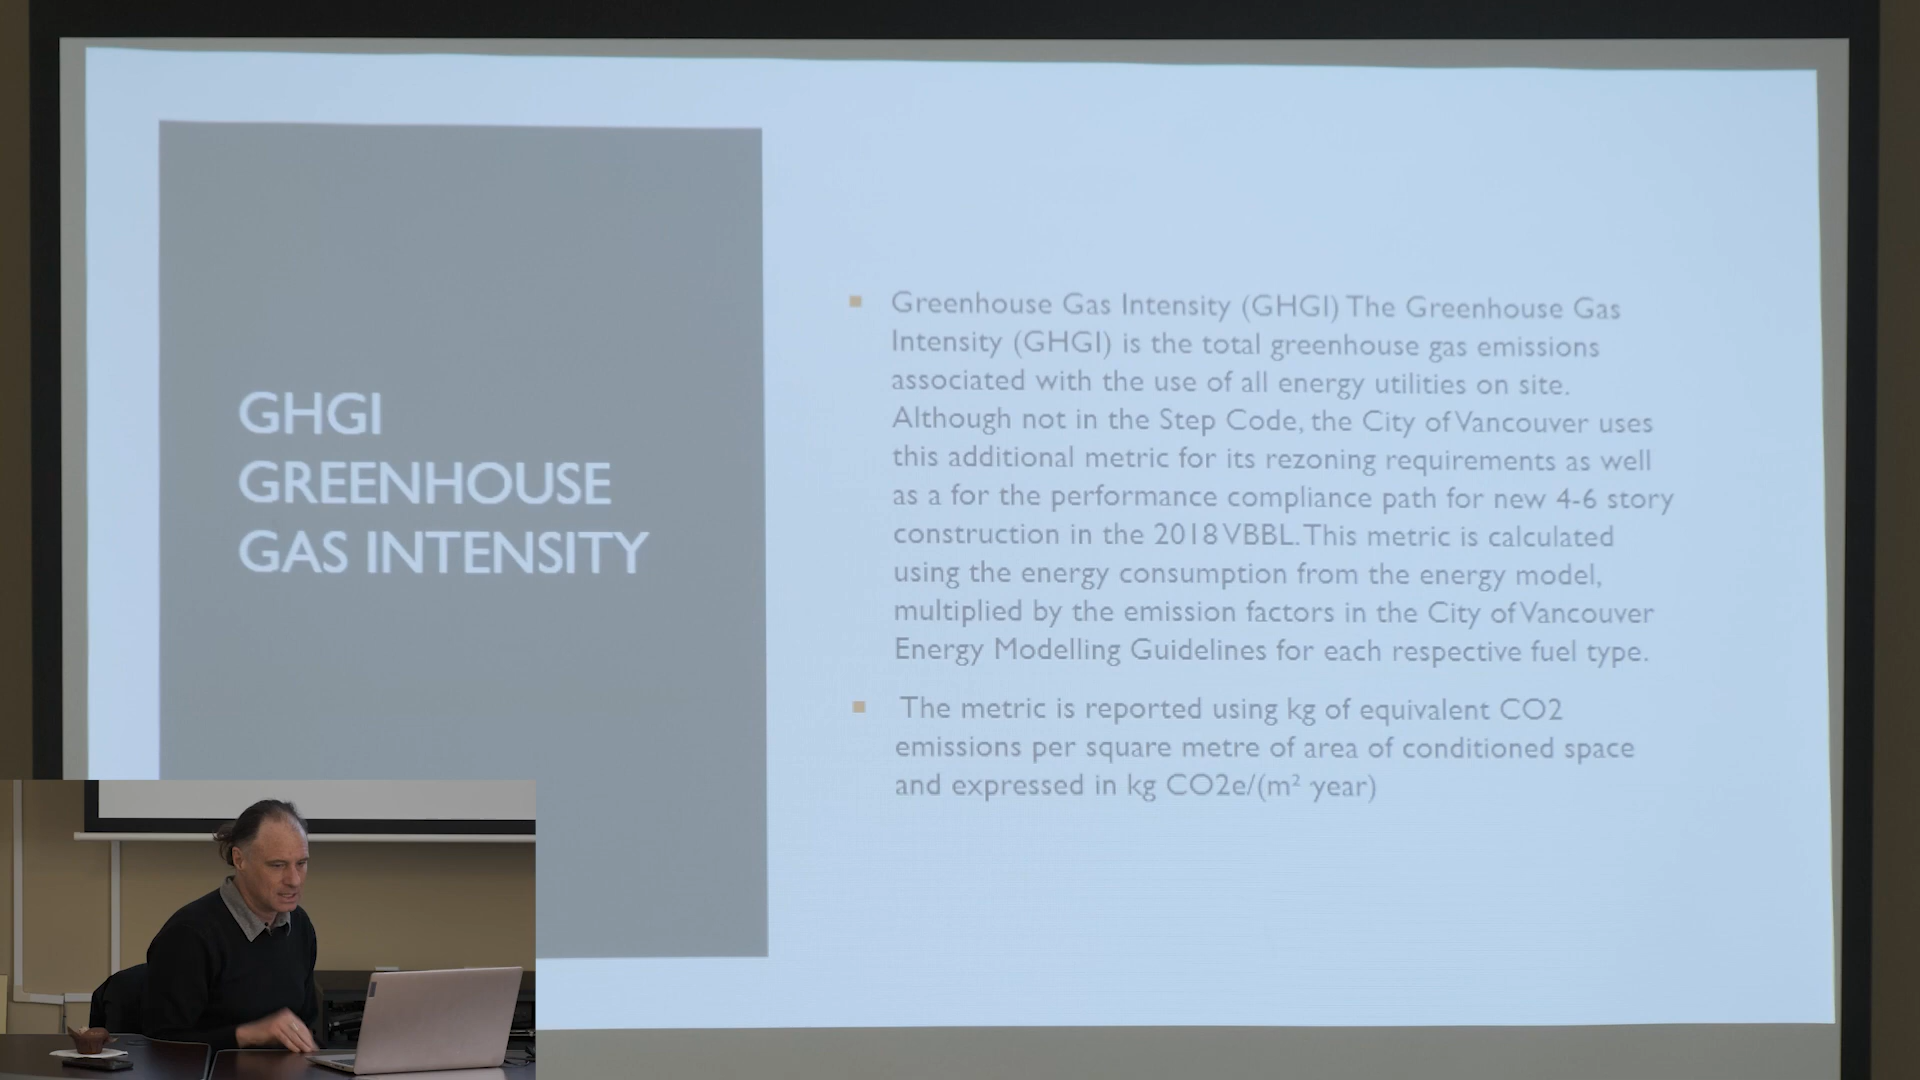 GHGI
GREENHOUSE
GAS INTENSITY
Greenhouse Gas Intensity (GHGI) The Greenhouse Gas
Intensity (GHGI) is the total greenhouse gas emissions
associated with the use of all energy utilities on site.
Although not in the Step Code, the City of Vancouver uses
this additional metric for its rezoning requirements as well
as a for the performance compliance path for new 4-6 story
construction in the 2018 VBBL. This metric is calculated
using the energy consumption from the energy model,
multiplied by the emission factors in the City of Vancouver
Energy Modelling Guidelines for each respective fuel type.
The metric is reported using kg of equivalent CO2
emissions per square metre of area of conditioned space
and expressed in kg CO2e/(m² year)